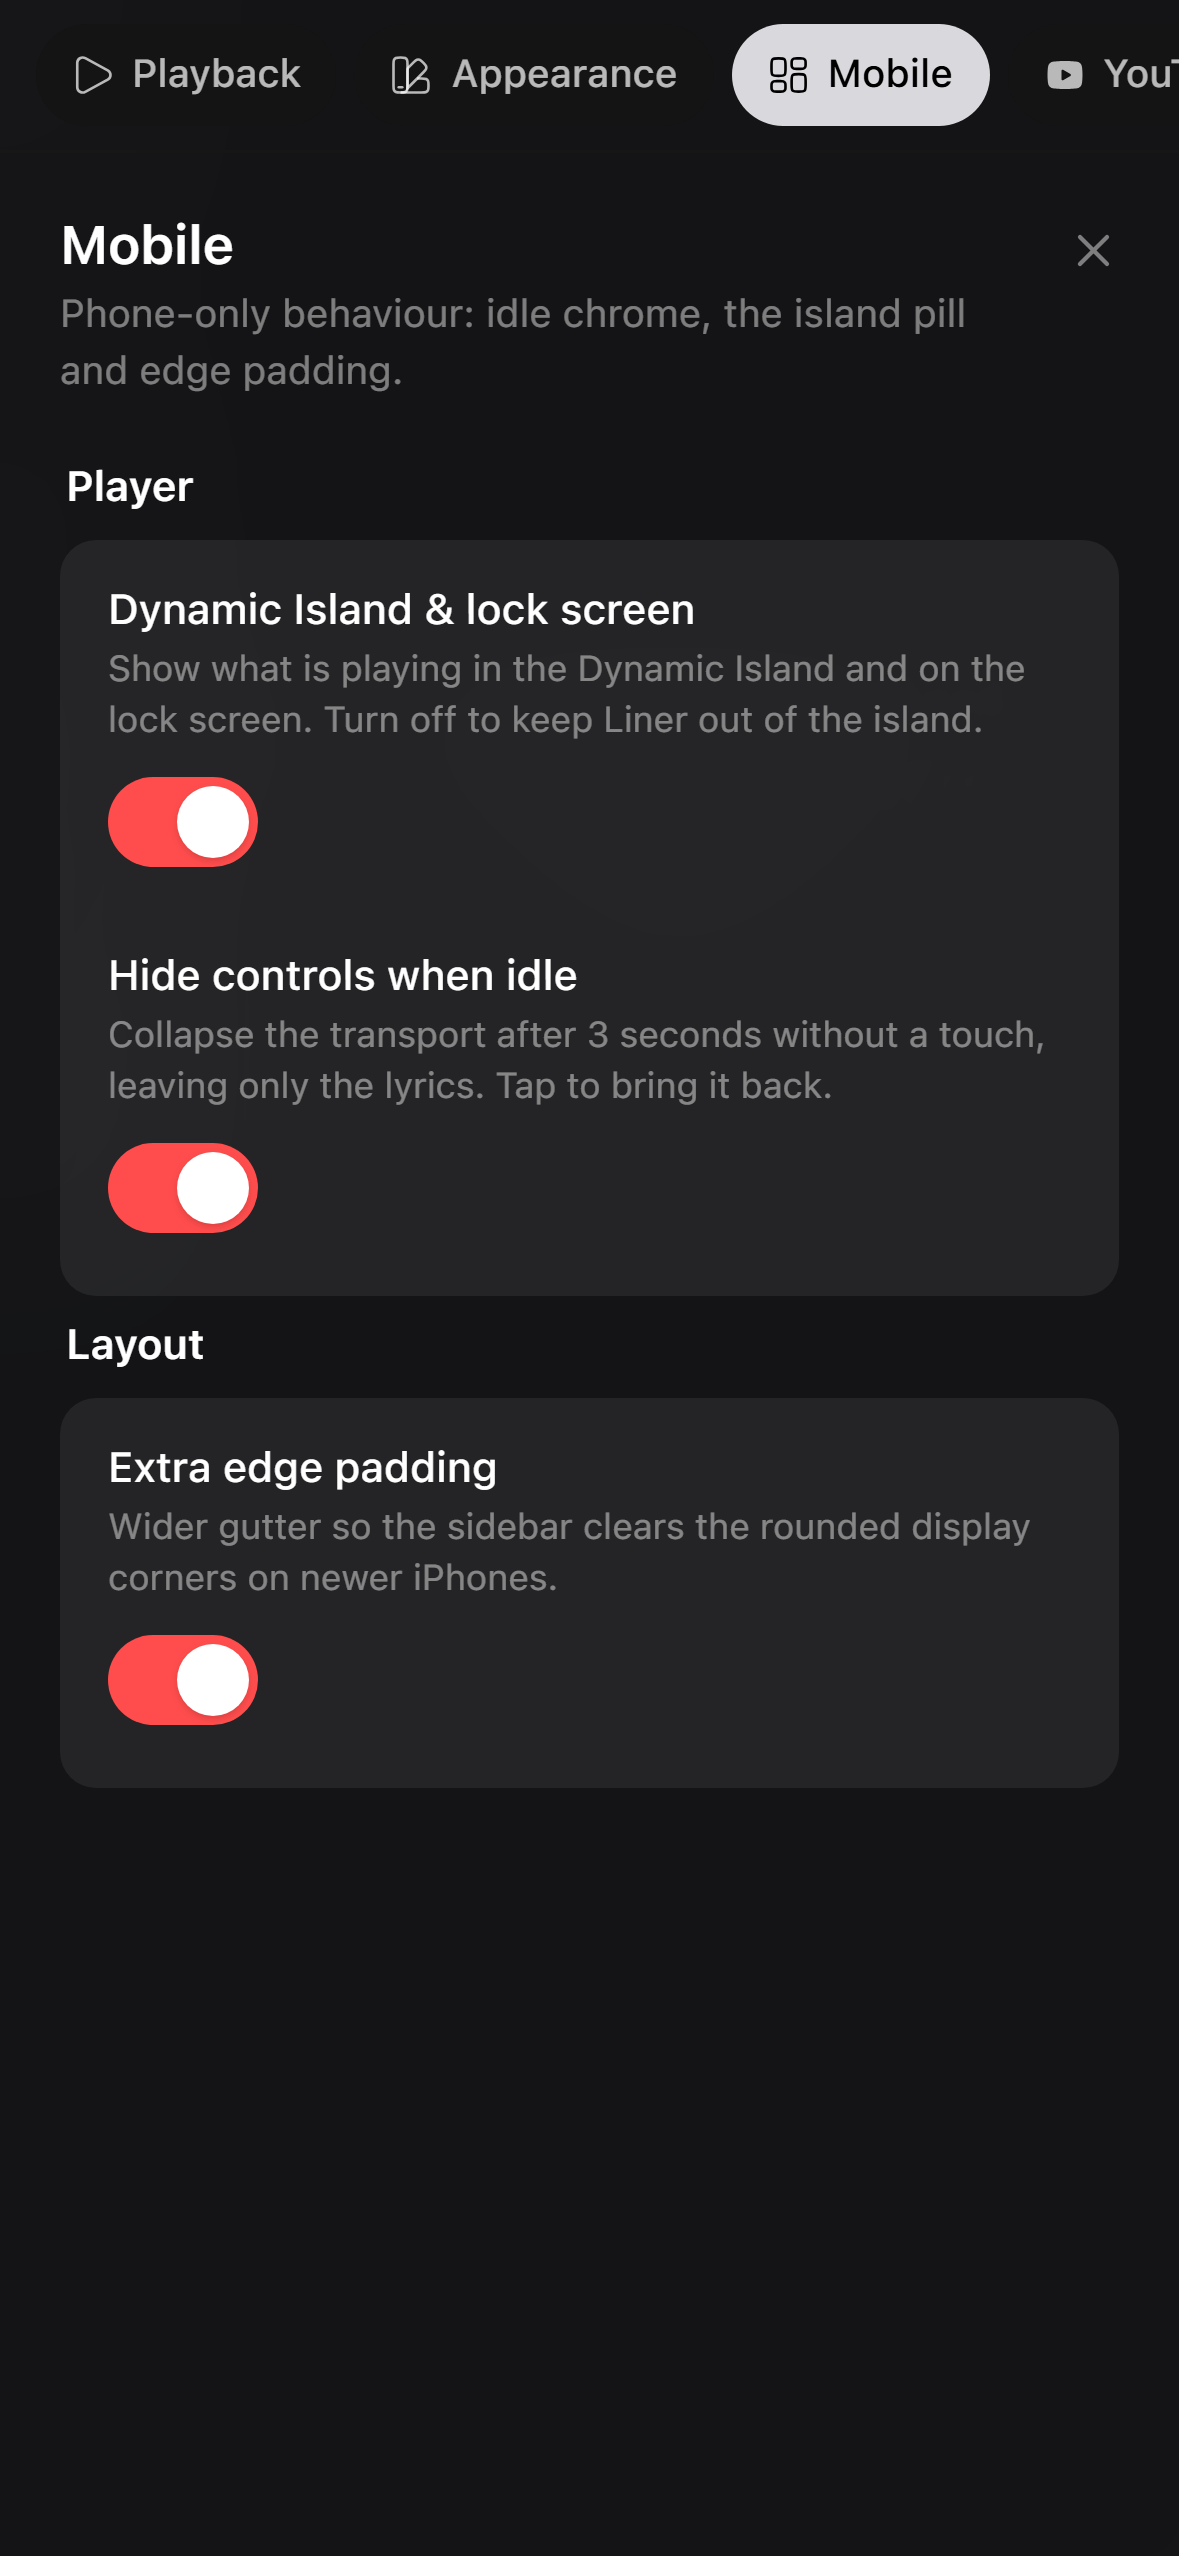 Playback
Appearance
Mobile
YouT
Mobile
Phone-only behaviour: idle chrome, the island pill
and edge padding.
Player
Dynamic Island & lock screen
Show what is playing in the Dynamic Island and on the
lock screen. Turn off to keep Liner out of the island.
Hide controls when idle
Collapse the transport after 3 seconds without a touch,
leaving only the lyrics. Tap to bring it back.
Layout
Extra edge padding
Wider gutter so the sidebar clears the rounded display
corners on newer iPhones.